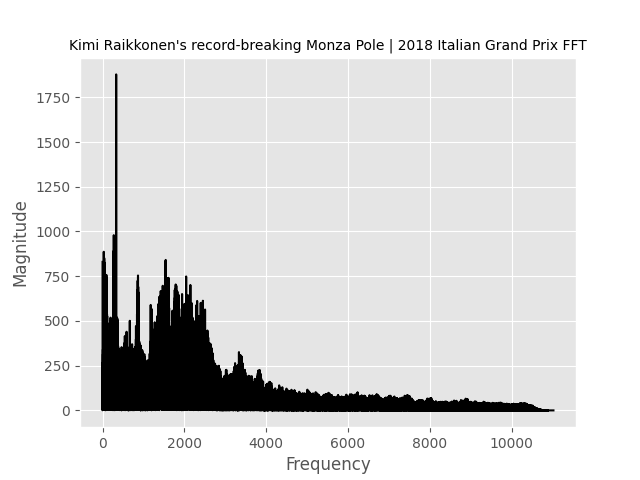 Kimi Raikkonen's record-breaking Monza Pole | 2018 Italian Grand Prix FFT
1750
1500
1250
1000
750
500
250
0
Magnitude
0 2000 4000 6000 8000 10000
Frequency